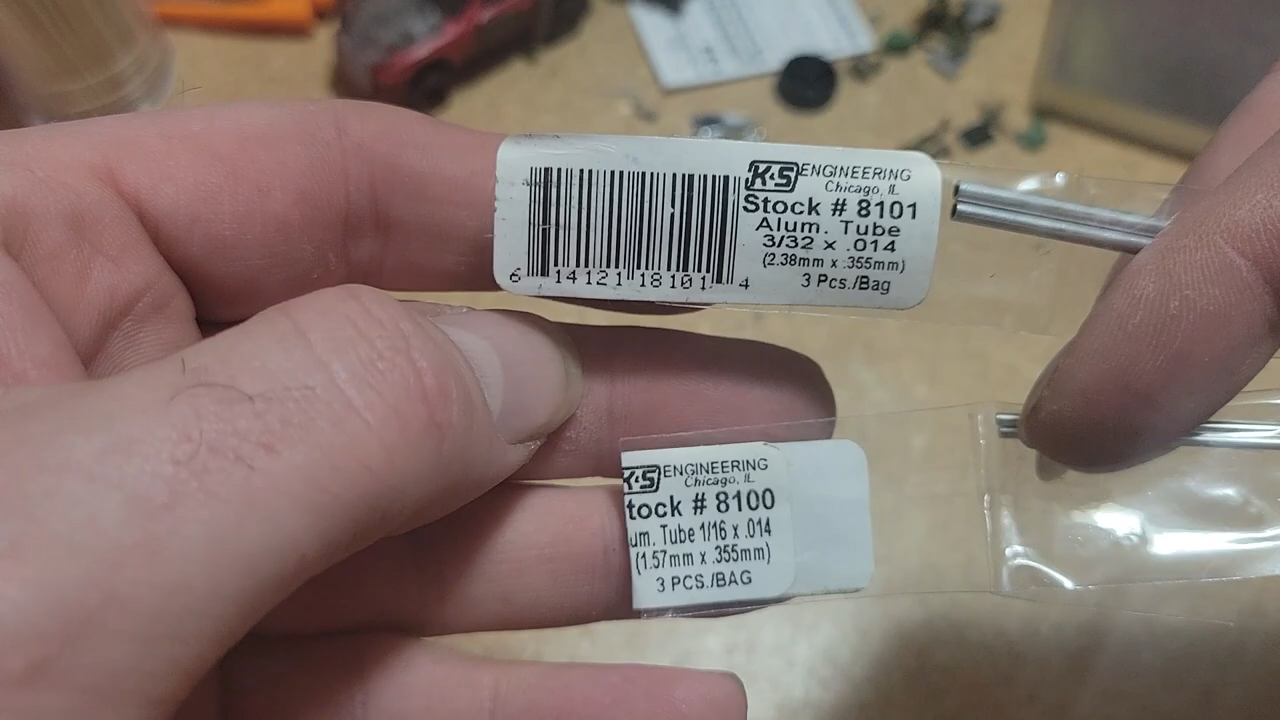 K&S ENGINEERING
Chicago, IL
Stock # 8101
Alum. Tube
3/32 x .014
(2.38mm x .355mm)
3 Pcs./Bag
6 14121 18101 4
K&S ENGINEERING
Chicago, IL
tock # 8100
um. Tube 1/16 x .014
(1.57mm x .355mm)
3 PCS./BAG